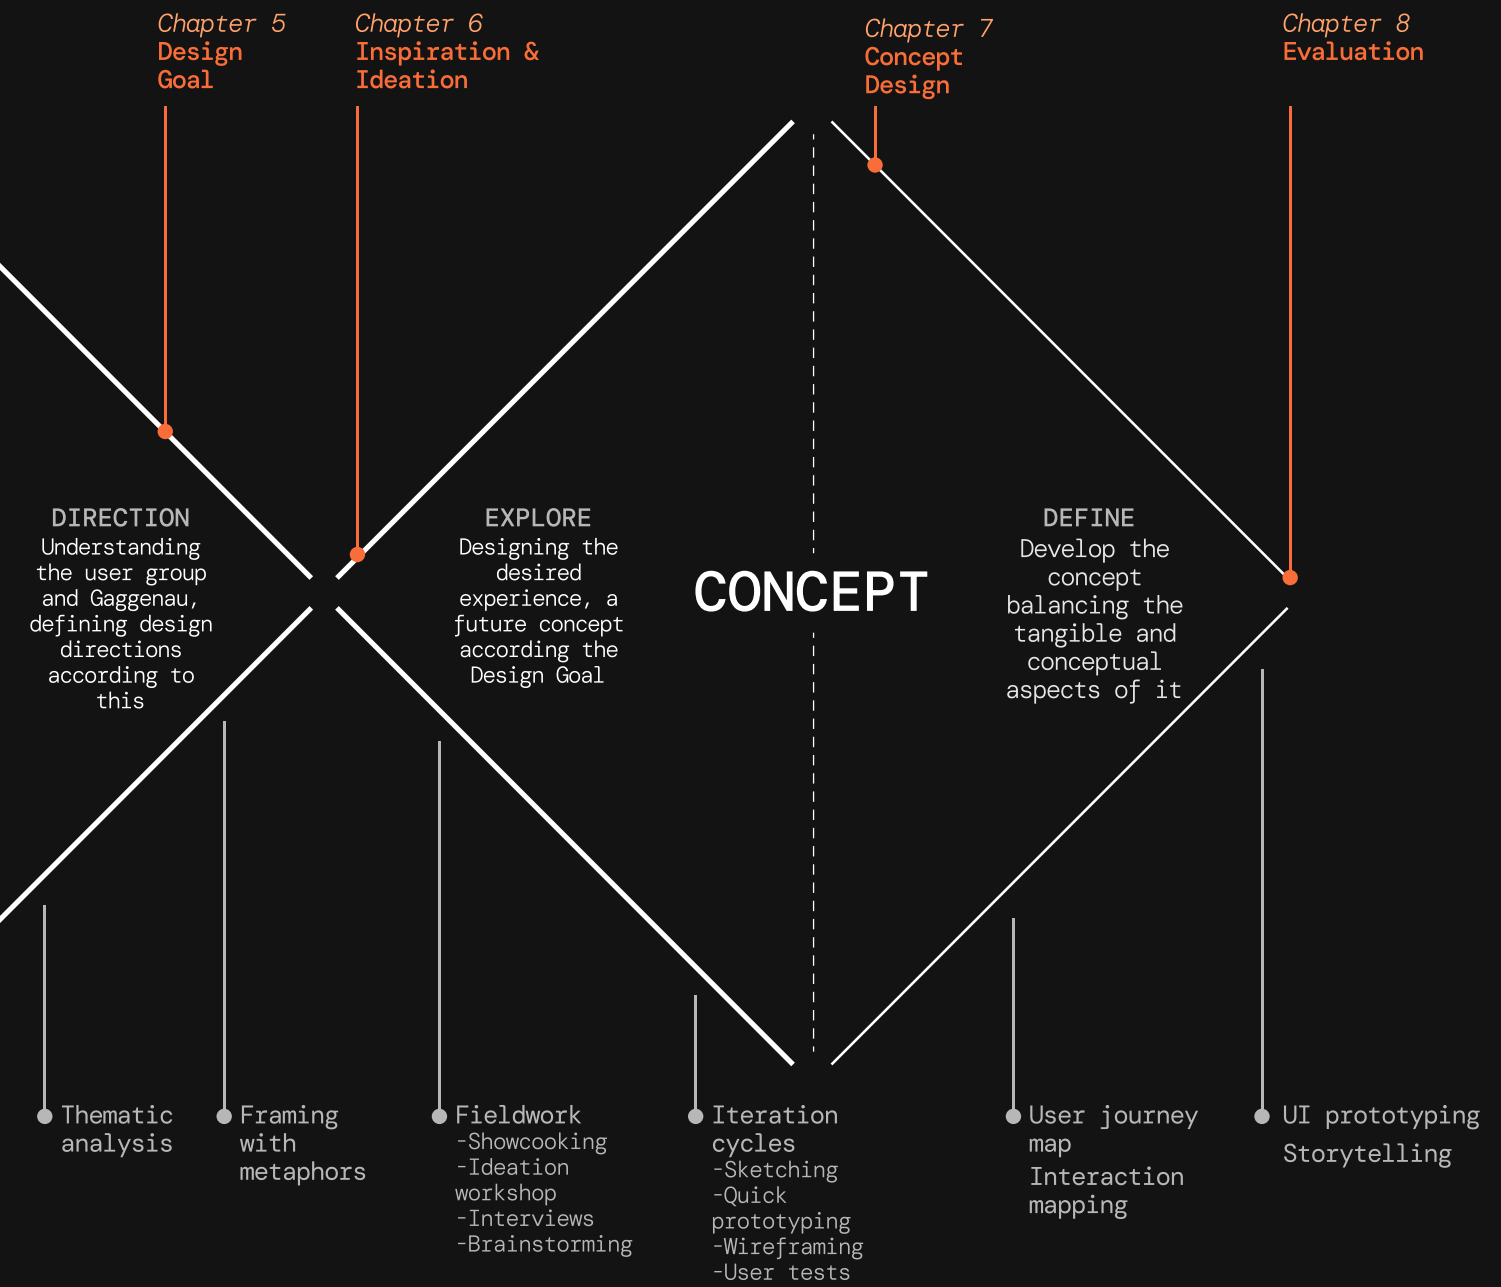 Chapter 5
Design
Goal
Chapter 6
Inspiration &
Ideation
Chapter 7
Concept
Design
Chapter 8
Evaluation
DIRECTION
Understanding
the user group
and Gaggenau,
defining design
directions
according to
this
EXPLORE
Designing the
desired
experience, a
future concept
according the
Design Goal
CONCEPT
DEFINE
Develop the
concept
balancing the
tangible and
conceptual
aspects of it
Thematic
analysis
Framing
with
metaphors
Fieldwork
-Showcooking
-Ideation
workshop
-Interviews
-Brainstorming
Iteration
cycles
-Sketching
-Quick
prototyping
-Wireframing
-User tests
User journey
map
Interaction
mapping
UI prototyping
Storytelling